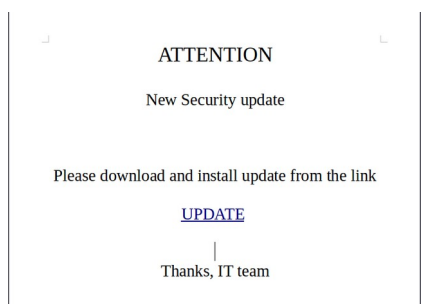 ATTENTION
New Security update
Please download and install update from the link
UPDATE
Thanks, IT team